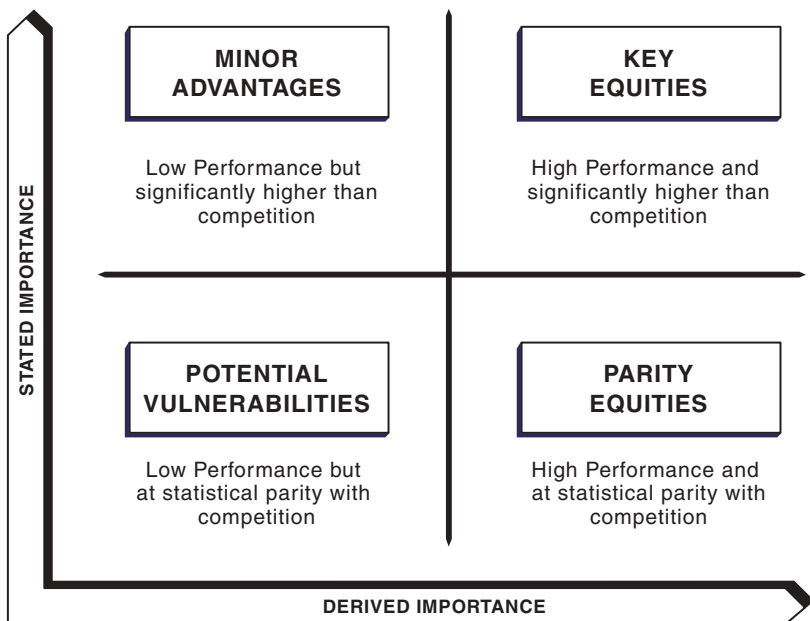 MINOR
ADVANTAGES
Low Performance but
significantly higher than
competition
KEY
EQUITIES
High Performance and
significantly higher than
competition
STATED IMPORTANCE
POTENTIAL
VULNERABILITIES
Low Performance but
at statistical parity with
competition
PARITY
EQUITIES
High Performance and
at statistical parity with
competition
DERIVED IMPORTANCE